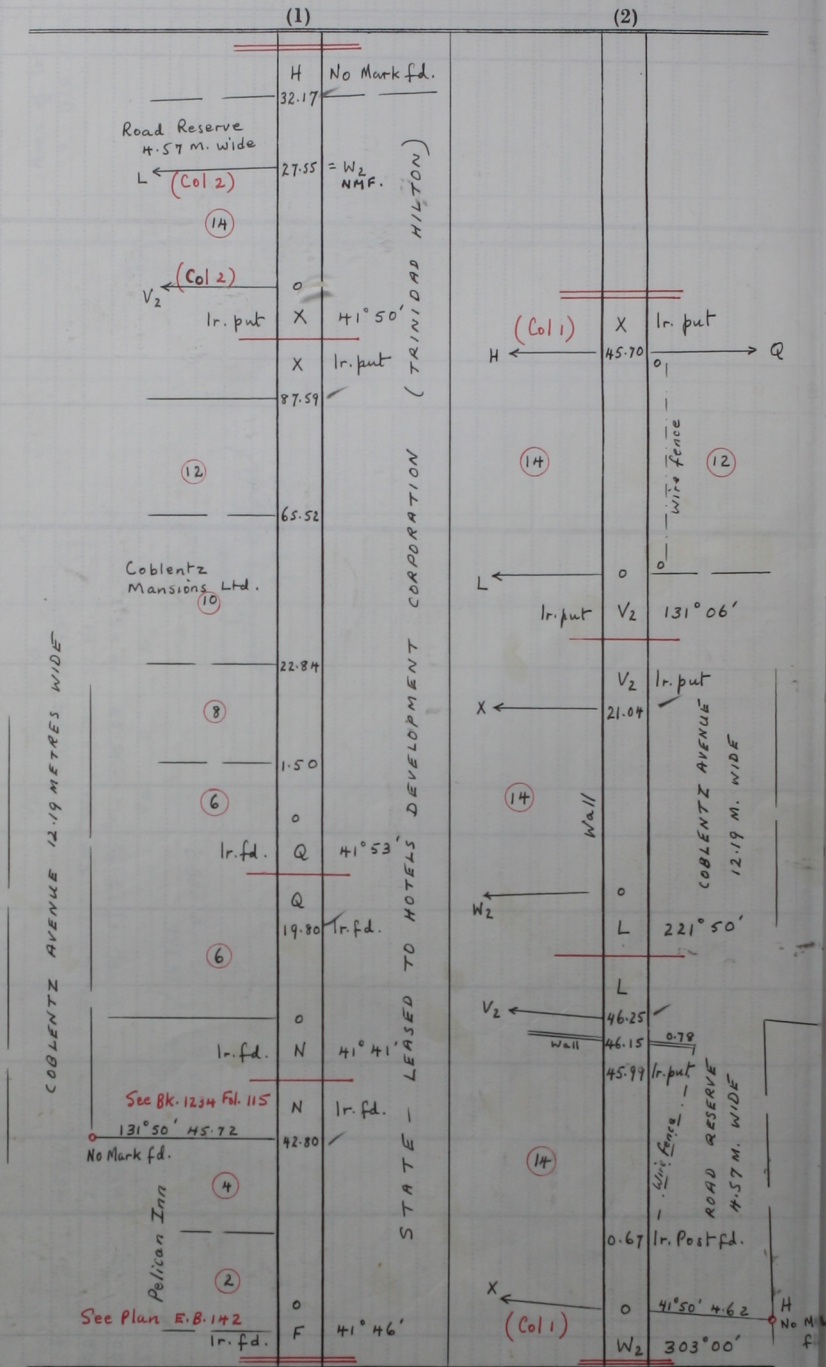 (1)
H No Mark fd.
32.17
Road Reserve
4.57 M. wide
L (Col 2) 27.55 = W2
NMF.
14
V2 (Col 2) o
Ir. put X 41°50′
X Ir. put
87.59
12
65.52
Coblentz
Mansions Ltd.
10
22.84
8
1.50
6
o
Ir. fd. Q 41°53′
Q
19.80 Ir. fd.
6
o
Ir. fd. N 41°41′
See Bk. 1234 Fol. 115
N Ir. fd.
131°50′ 45.72
42.80
No Mark fd.
4
Pelican Inn
2
o
See Plan E.B. 142
Ir. fd. F 41°46′
COBLENTZ AVENUE 12.19 METRES WIDE
STATE - LEASED TO HOTELS DEVELOPMENT CORPORATION (TRINIDAD HILTON)
(2)
X Ir. put
(Col 1)
H 45.70 Q
o
14
Wire fence
12
o
L o
Ir. put V2 131°06′
V2 Ir. put
X 21.04
14
Wall
COBLENTZ AVENUE
12.19 M. WIDE
W2 o
L 221°50′
L
V2 46.25
Wall 46.15 0.78
45.99 Ir. put
Wire Fence
ROAD RESERVE
4.57 M. WIDE
14
0.67 Ir. Post fd.
X o 41°50′ 4.62 H
(Col 1)
No M
f
W2 303°00′